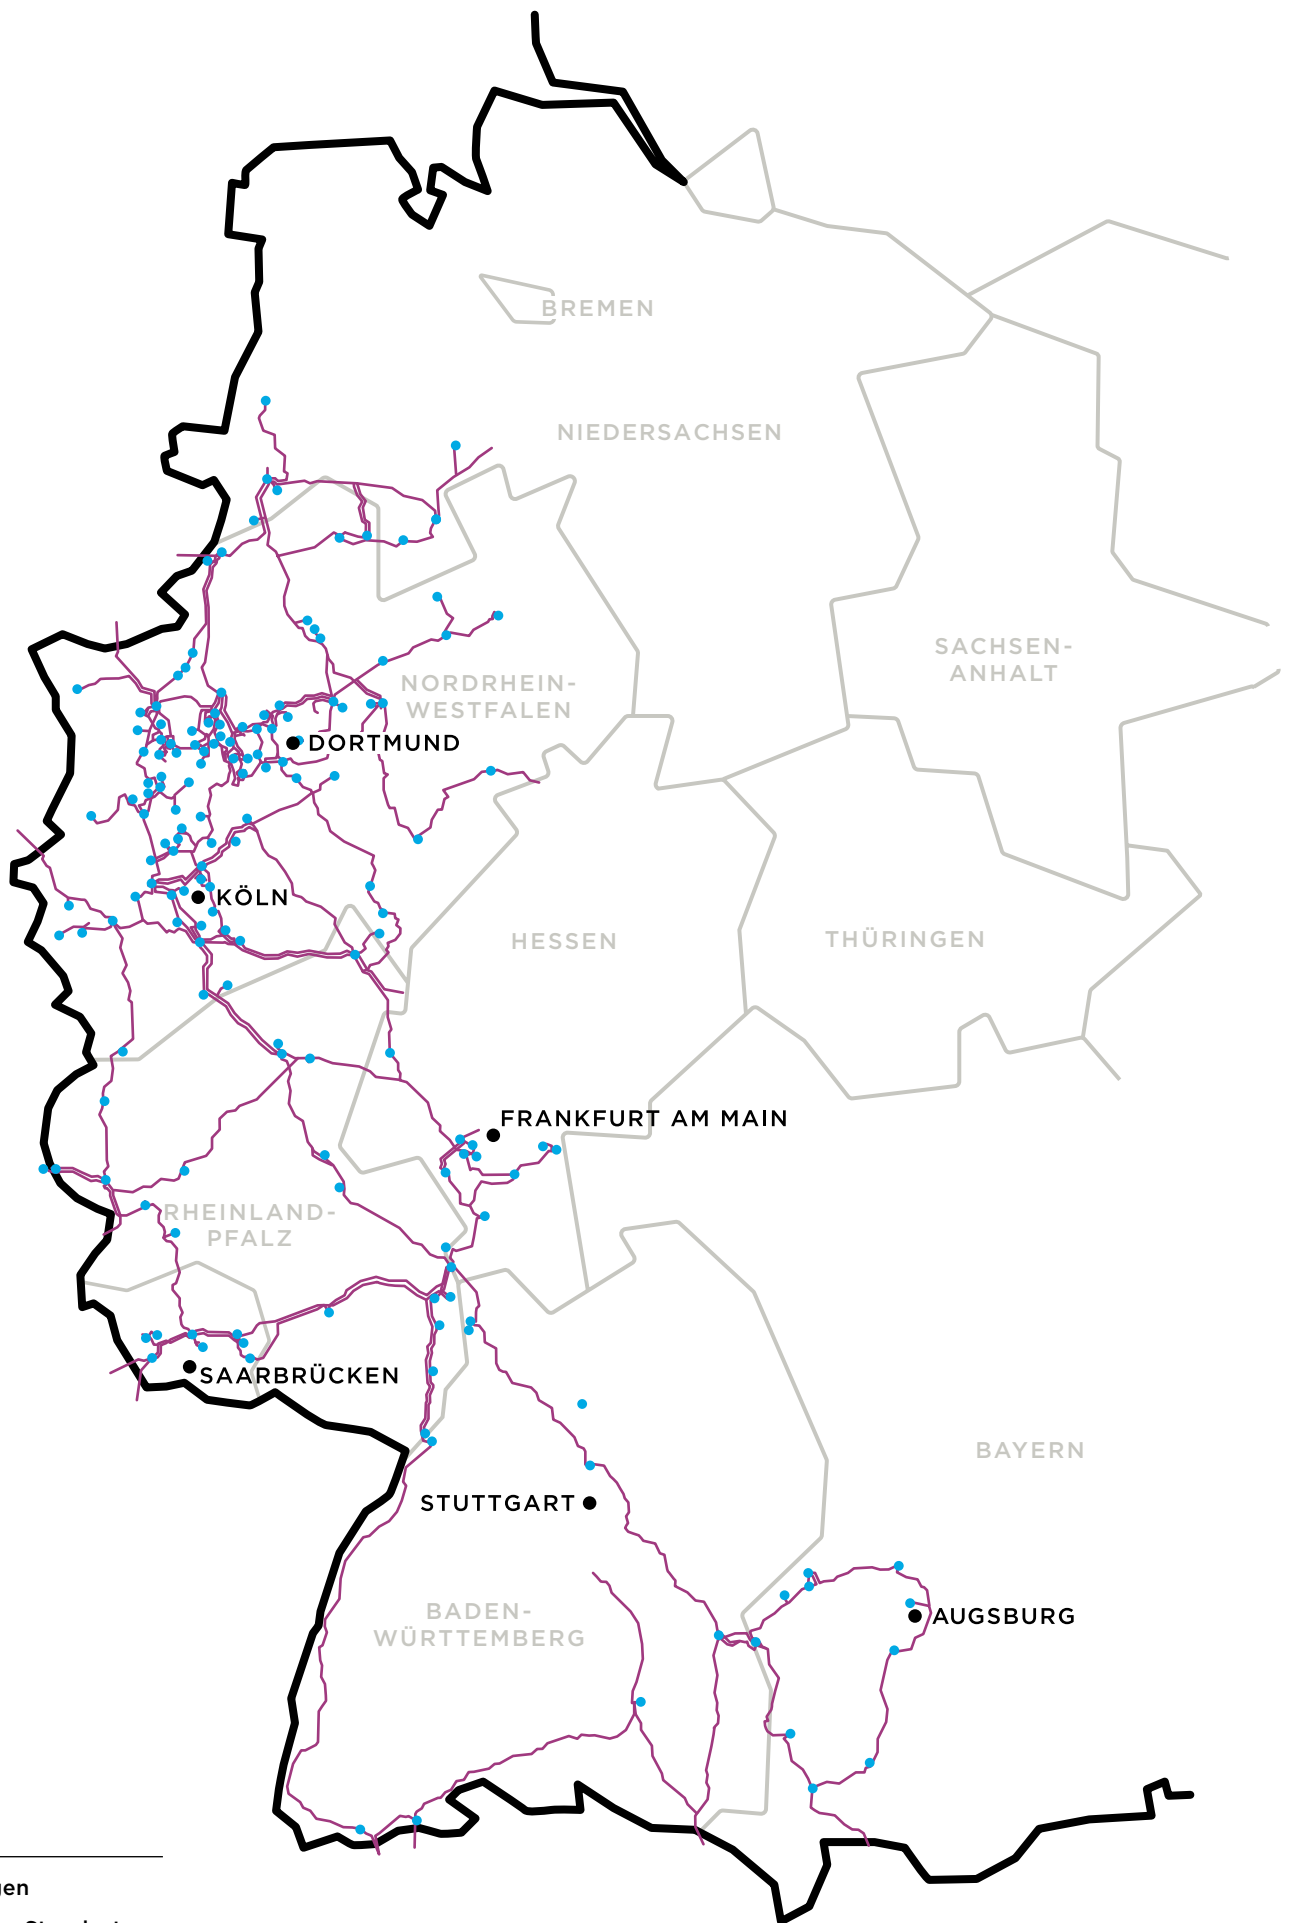 BREMEN
NIEDERSACHSEN
SACHSEN-
ANHALT
NORDRHEIN-
WESTFALEN
DORTMUND
KÖLN
HESSEN
THÜRINGEN
FRANKFURT AM MAIN
RHEINLAND-
PFALZ
SAARBRÜCKEN
BAYERN
STUTTGART
BADEN-
WÜRTTEMBERG
AUGSBURG
gen